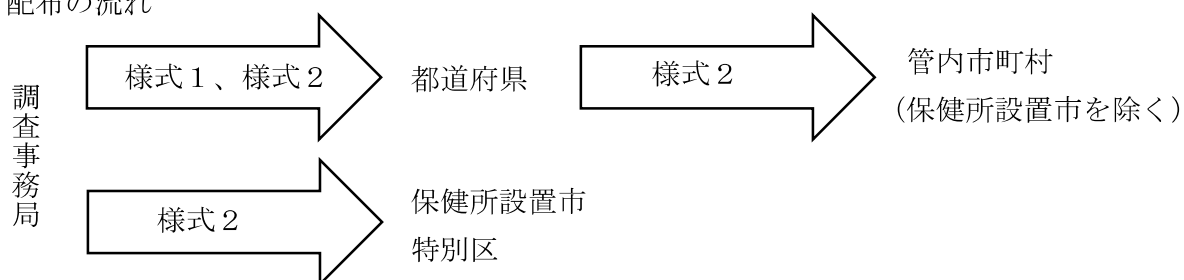 配布の流れ
調査事務局
様式１、様式２
都道府県
様式２
管内市町村
（保健所設置市を除く）
様式２
保健所設置市
特別区